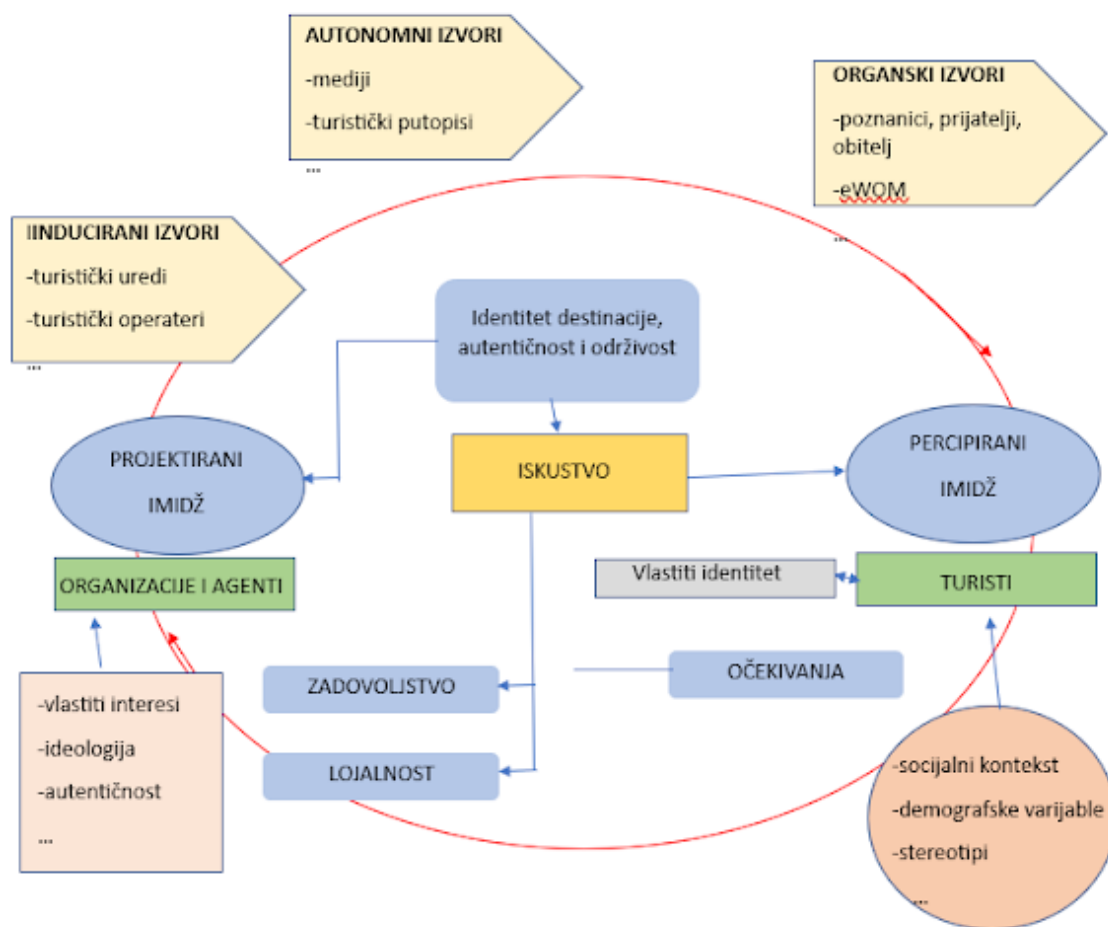 AUTONOMNI IZVORI
-mediji
-turistički putopisi
...
ORGANSKI IZVORI
-poznanici, prijatelji,
obitelj
-eWOM
...
IINDUCIRANI IZVORI
-turistički uredi
-turistički operateri
...
Identitet destinacije,
autentičnost i održivost
PROJEKTIRANI
IMIDŽ
ISKUSTVO
PERCIPIRANI
IMIDŽ
ORGANIZACIJE I AGENTI
Vlastiti identitet
TURISTI
-vlastiti interesi
-ideologija
-autentičnost
...
ZADOVOLJSTVO
OČEKIVANJA
LOJALNOST
-socijalni kontekst
-demografske varijable
-stereotipi
...